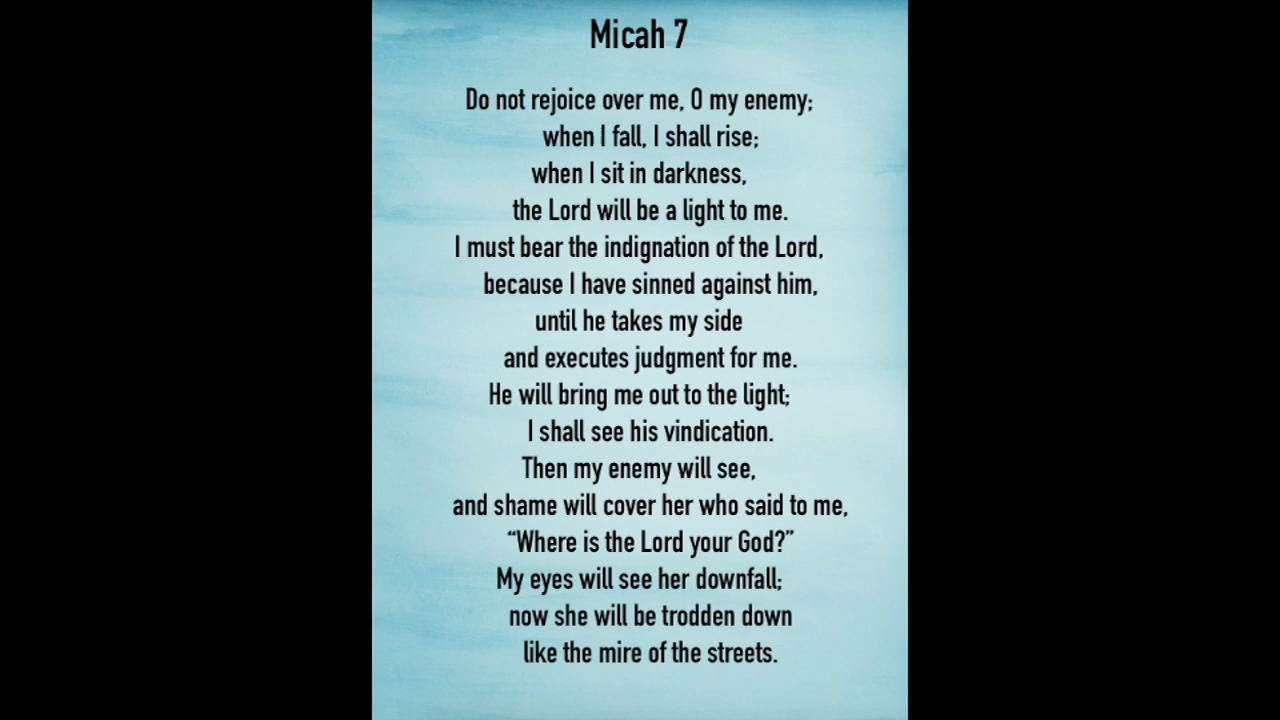 Micah 7
Do not rejoice over me, O my enemy;
when I fall, I shall rise;
when I sit in darkness,
the Lord will be a light to me.
I must bear the indignation of the Lord,
because I have sinned against him,
until he takes my side
and executes judgment for me.
He will bring me out to the light;
I shall see his vindication.
Then my enemy will see,
and shame will cover her who said to me,
“Where is the Lord your God?”
My eyes will see her downfall;
now she will be trodden down
like the mire of the streets.